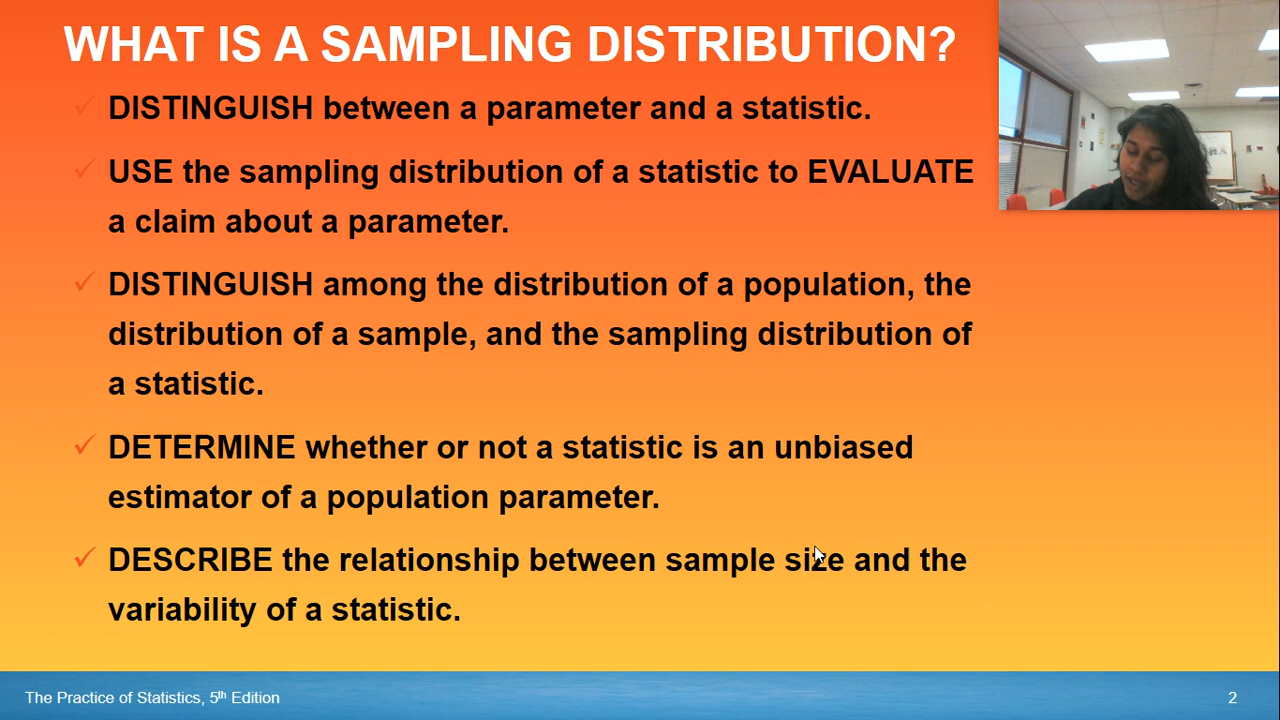 WHAT IS A SAMPLING DISTRIBUTION?
DISTINGUISH between a parameter and a statistic.
USE the sampling distribution of a statistic to EVALUATE
a claim about a parameter.
DISTINGUISH among the distribution of a population, the
distribution of a sample, and the sampling distribution of
a statistic.
DETERMINE whether or not a statistic is an unbiased
estimator of a population parameter.
DESCRIBE the relationship between sample size and the
variability of a statistic.
The Practice of Statistics, 5th Edition
2